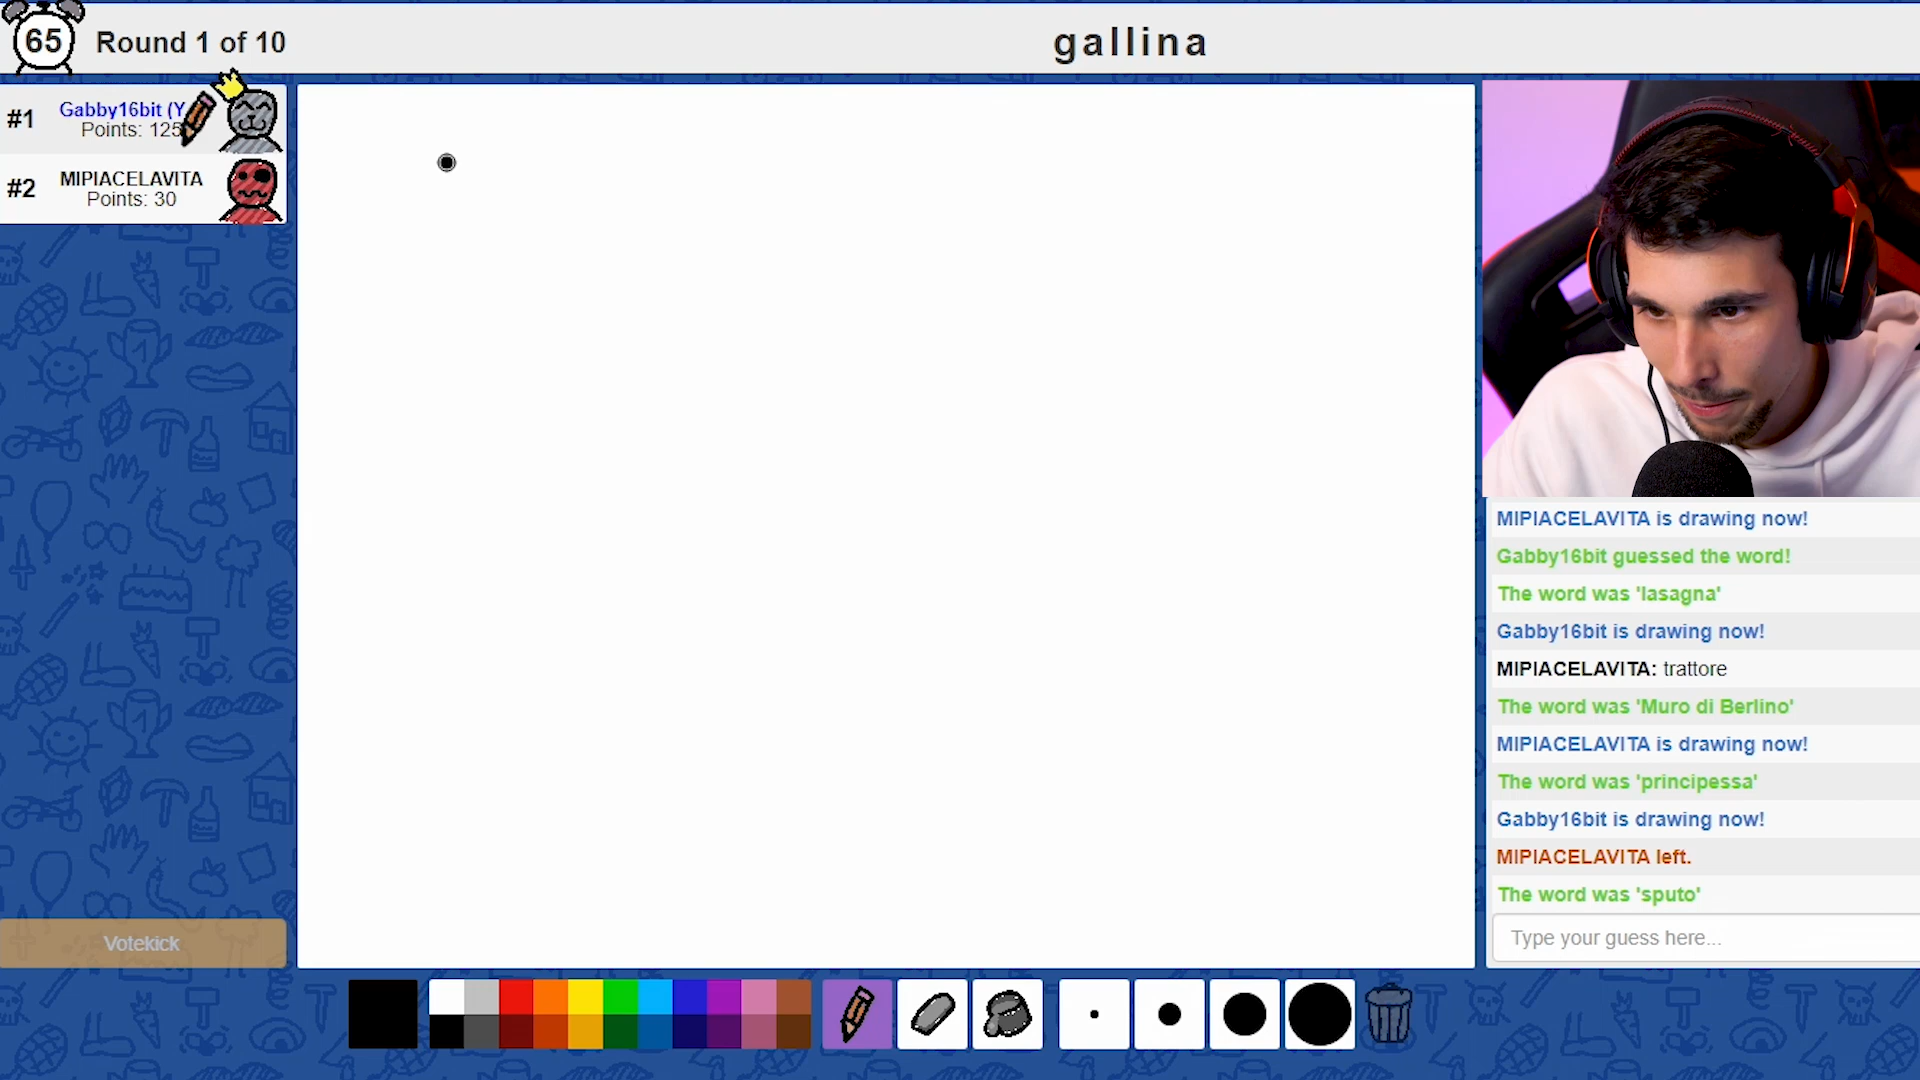 65
Round 1 of 10
gallina
#1
Gabby16bit (Y
Points: 125
#2
MIPIACELAVITA
Points: 30
MIPIACELAVITA is drawing now!
Gabby16bit guessed the word!
The word was 'lasagna'
Gabby16bit is drawing now!
MIPIACELAVITA: trattore
The word was 'Muro di Berlino'
MIPIACELAVITA is drawing now!
The word was 'principessa'
Gabby16bit is drawing now!
MIPIACELAVITA left.
The word was 'sputo'
Type your guess here...
Votekick